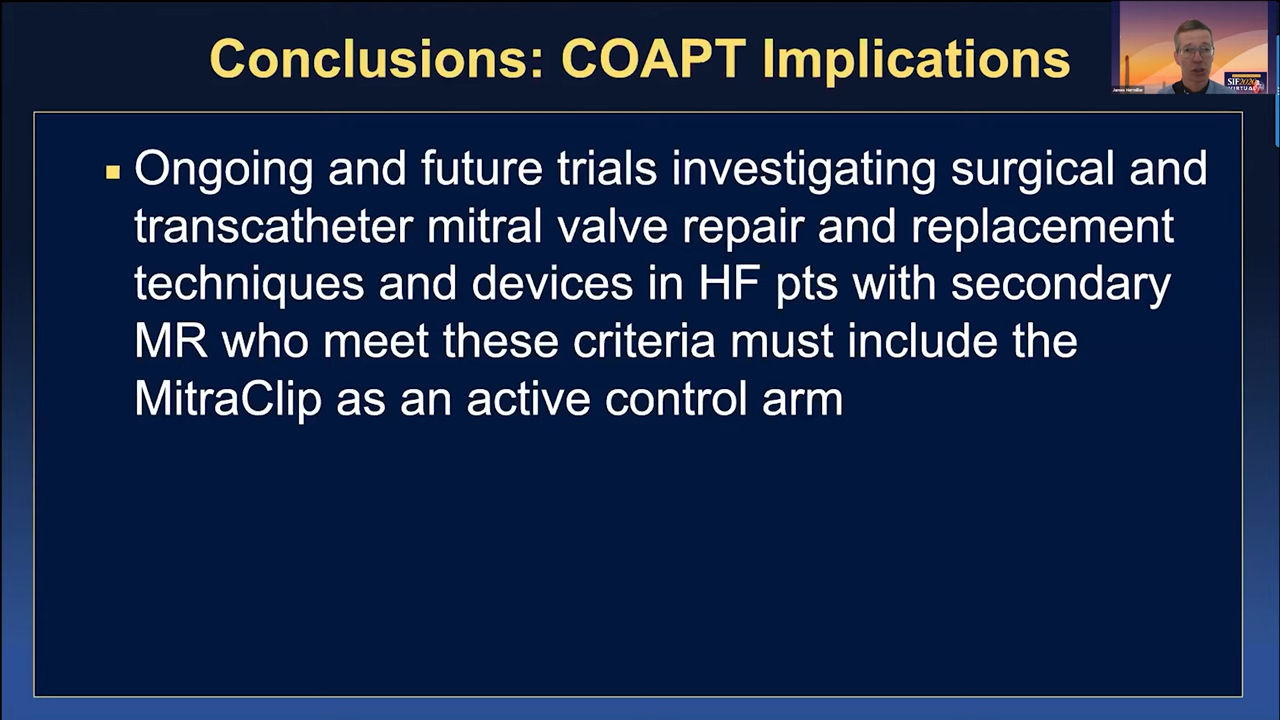 Conclusions: COAPT Implications
Ongoing and future trials investigating surgical and
transcatheter mitral valve repair and replacement
techniques and devices in HF pts with secondary
MR who meet these criteria must include the
MitraClip as an active control arm
SIF2020
VIRTUAL